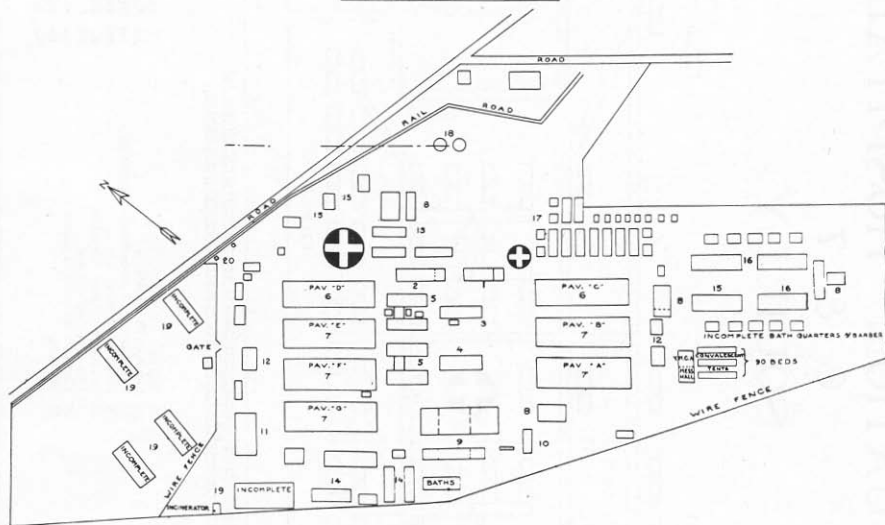 ROAD
RAIL ROAD
18
N
ROAD
15
15
8
13
17
20
2
1
16
PAV. "D"
6
5
PAV. "C"
6
8
15
16
8
19
INCOMPLETE
3
PAV. "E"
7
PAV. "B"
7
12
INCOMPLETE BATH QUARTERS & BARBER
GATE
INCOMPLETE
19
12
PAV. "F"
7
5
4
PAV. "A"
7
Y.M.C.A.
MESS
HALL
CONVALESCENT
TENTS
90 BEDS
WIRE FENCE
PAV. "G"
7
8
19
INCOMPLETE
11
9
10
INCOMPLETE
WIRE FENCE
19
INCINERATOR
INCOMPLETE
14
14
BATHS